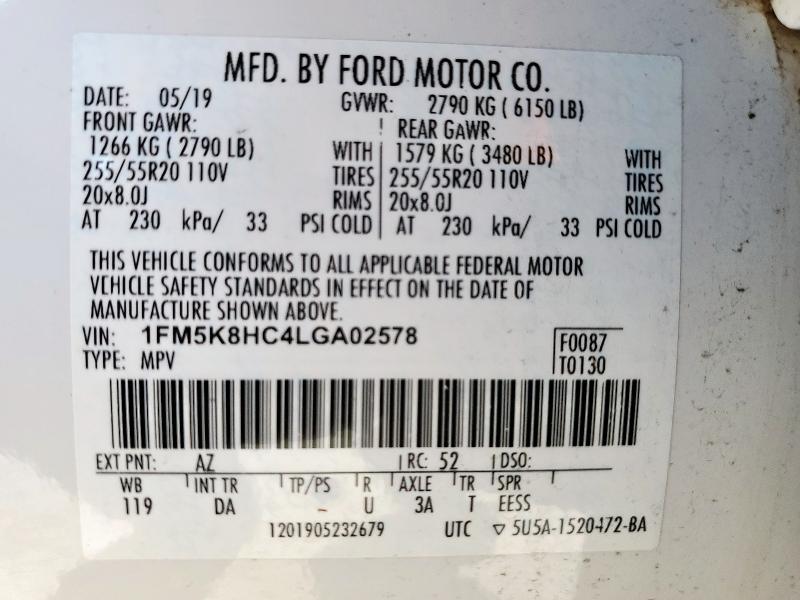 MFD. BY FORD MOTOR CO.
DATE: 05/19 GVWR: 2790 KG ( 6150 LB)
FRONT GAWR: REAR GAWR:
1266 KG ( 2790 LB) WITH 1579 KG ( 3480 LB) WITH
255/55R20 110V TIRES 255/55R20 110V TIRES
20x8.0J RIMS 20x8.0J RIMS
AT 230 kPa/ 33 PSI COLD AT 230 kPa/ 33 PSI COLD
THIS VEHICLE CONFORMS TO ALL APPLICABLE FEDERAL MOTOR
VEHICLE SAFETY STANDARDS IN EFFECT ON THE DATE OF
MANUFACTURE SHOWN ABOVE.
VIN: 1FM5K8HC4LGA02578 F0087
TYPE: MPV T0130
EXT PNT: AZ RC: 52 DSO:
WB INT TR TP/PS R AXLE TR SPR
119 DA - U 3A T EESS
1201905232679 UTC ▽ 5U5A-1520472-BA